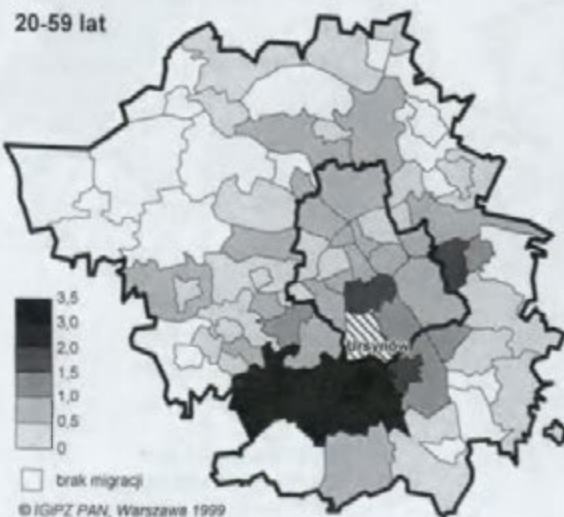 20-59 lat
Ursynów
3,5
3,0
2,0
1,5
1,0
0,5
0
brak migracji
© IGiPZ PAN, Warszawa 1999